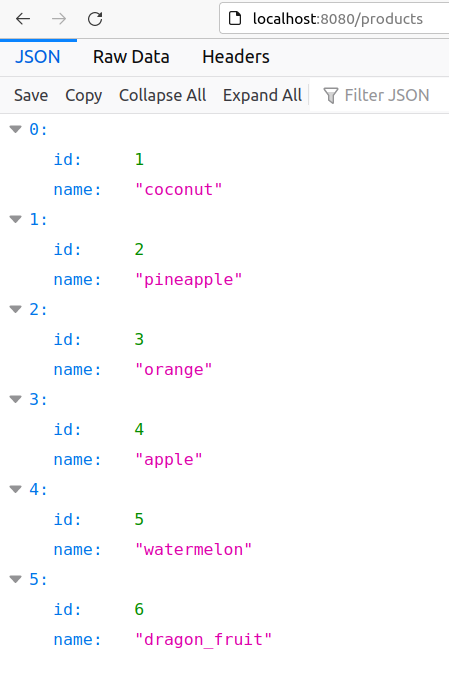 localhost:8080/products
JSON Raw Data Headers
Save Copy Collapse All Expand All Filter JSON
0:
id: 1
name: "coconut"
1:
id: 2
name: "pineapple"
2:
id: 3
name: "orange"
3:
id: 4
name: "apple"
4:
id: 5
name: "watermelon"
5:
id: 6
name: "dragon_fruit"